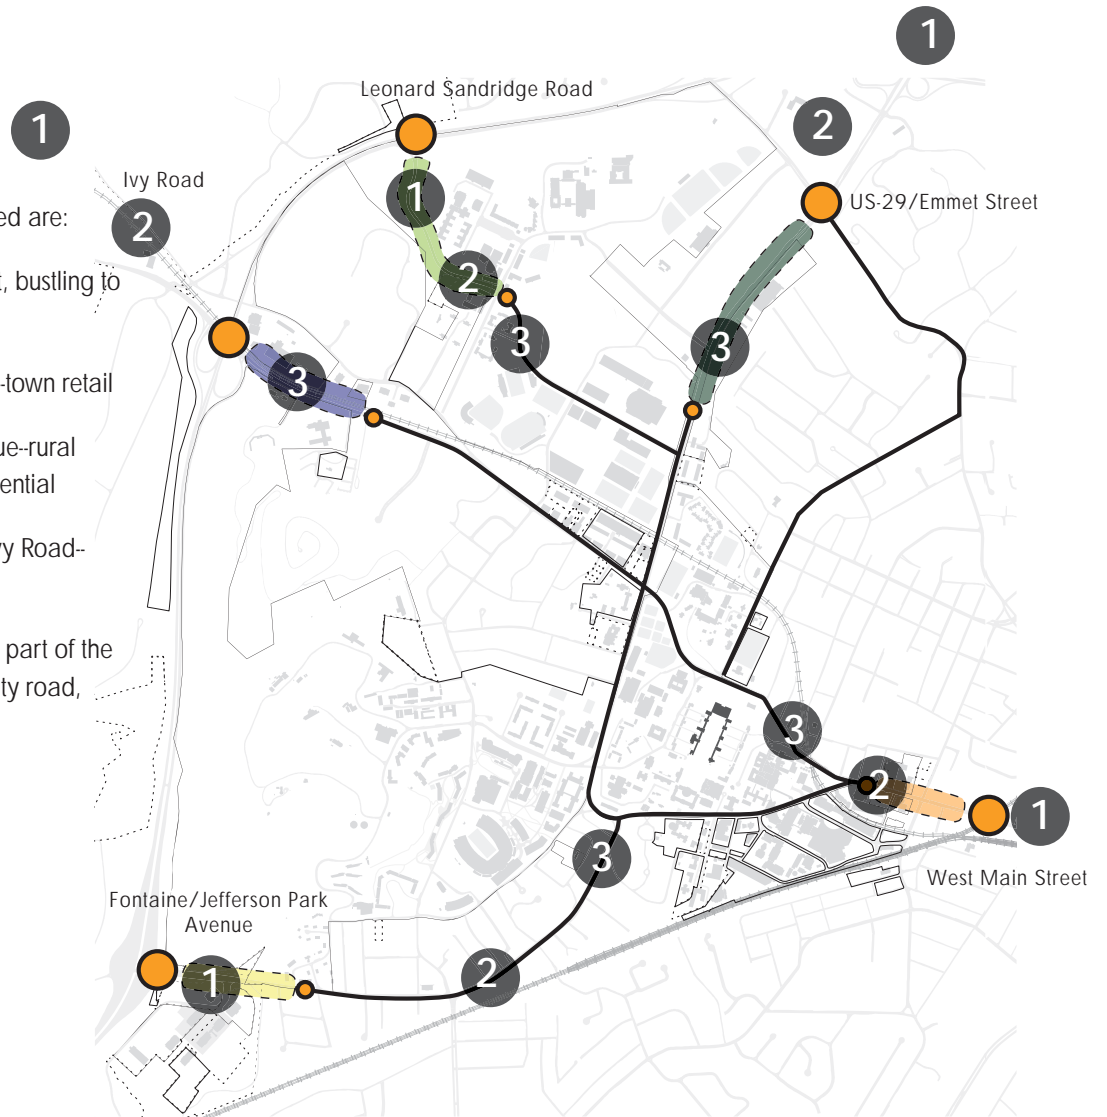 1
Leonard Sandridge Road
1
2
Ivy Road
1
US-29/Emmet Street
ed are:
2
t, bustling to
2
3
3
3
-town retail
ue--rural
ential
vy Road--
part of the
ty road,
3
2
1
West Main Street
3
Fontaine/Jefferson Park
Avenue
1
2